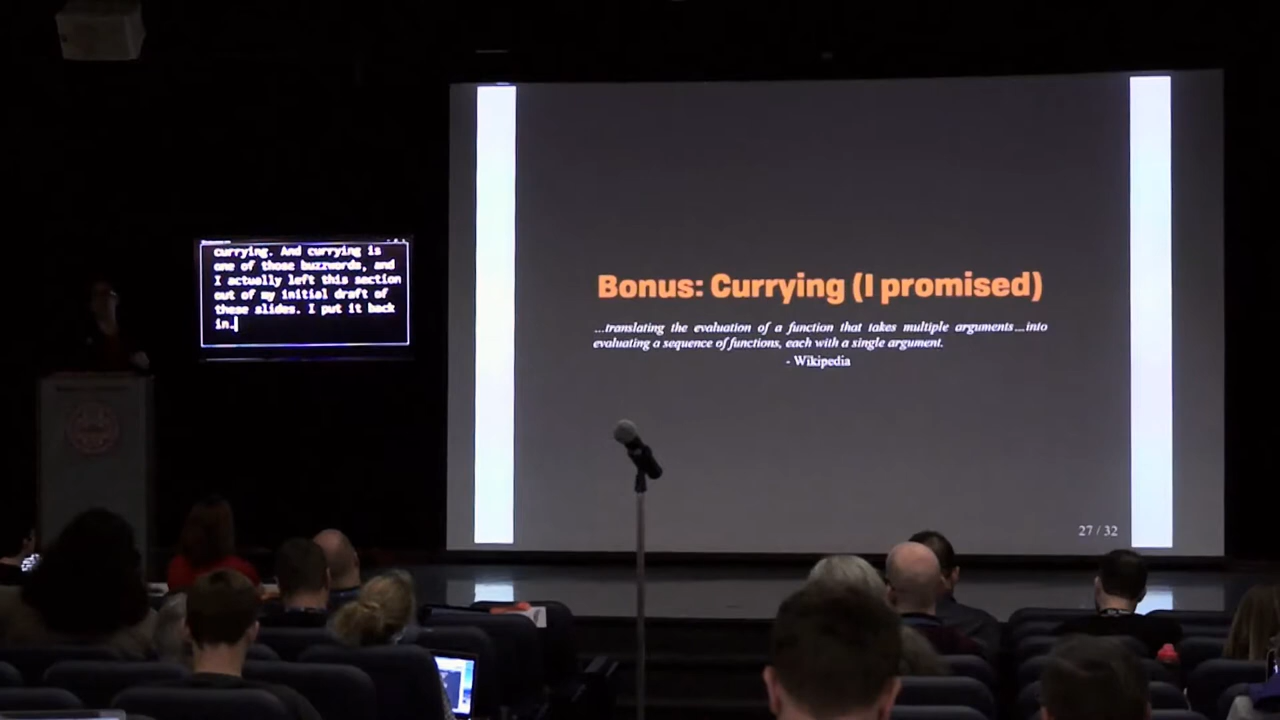 currying. And currying is
one of those buzzwords, and
I actually left this section
out of my initial draft of
these slides. I put it back
in.
Bonus: Currying (I promised)
...translating the evaluation of a function that takes multiple arguments...into
evaluating a sequence of functions, each with a single argument.
- Wikipedia
27 / 32